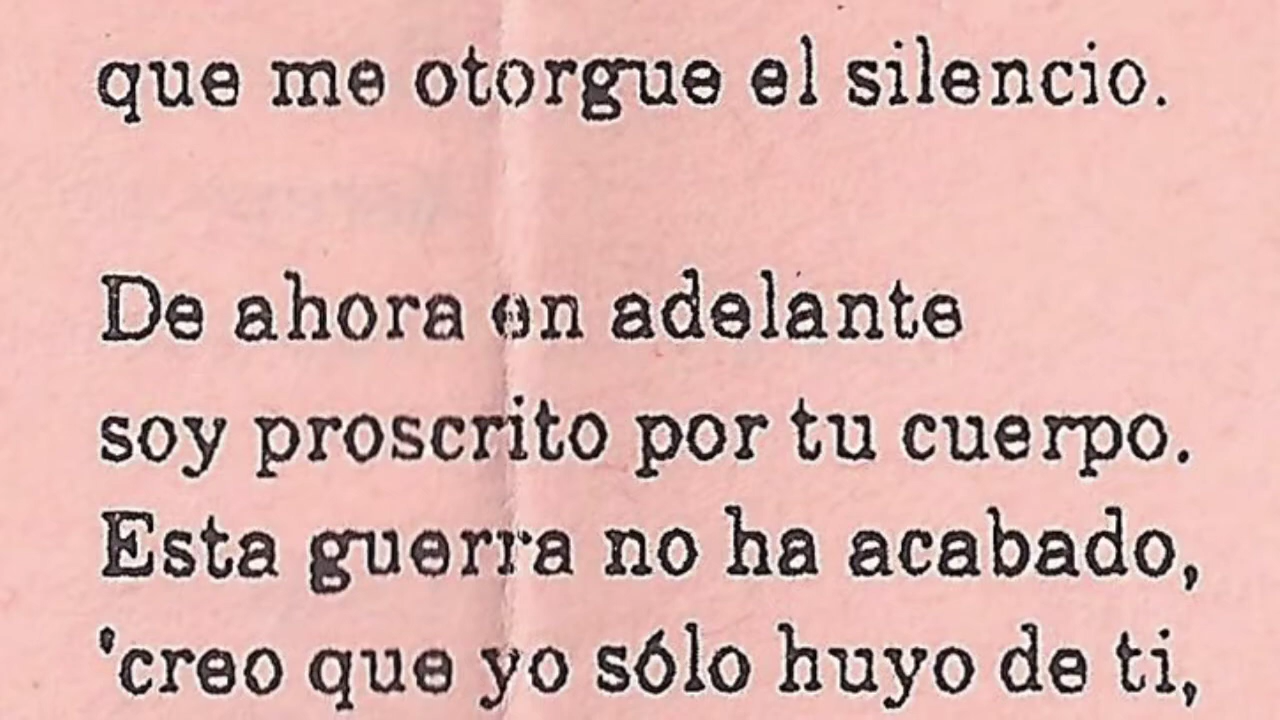 que me otorgue el silencio.
De ahora en adelante
soy proscrito por tu cuerpo.
Esta guerra no ha acabado,
'creo que yo sólo huyo de ti,